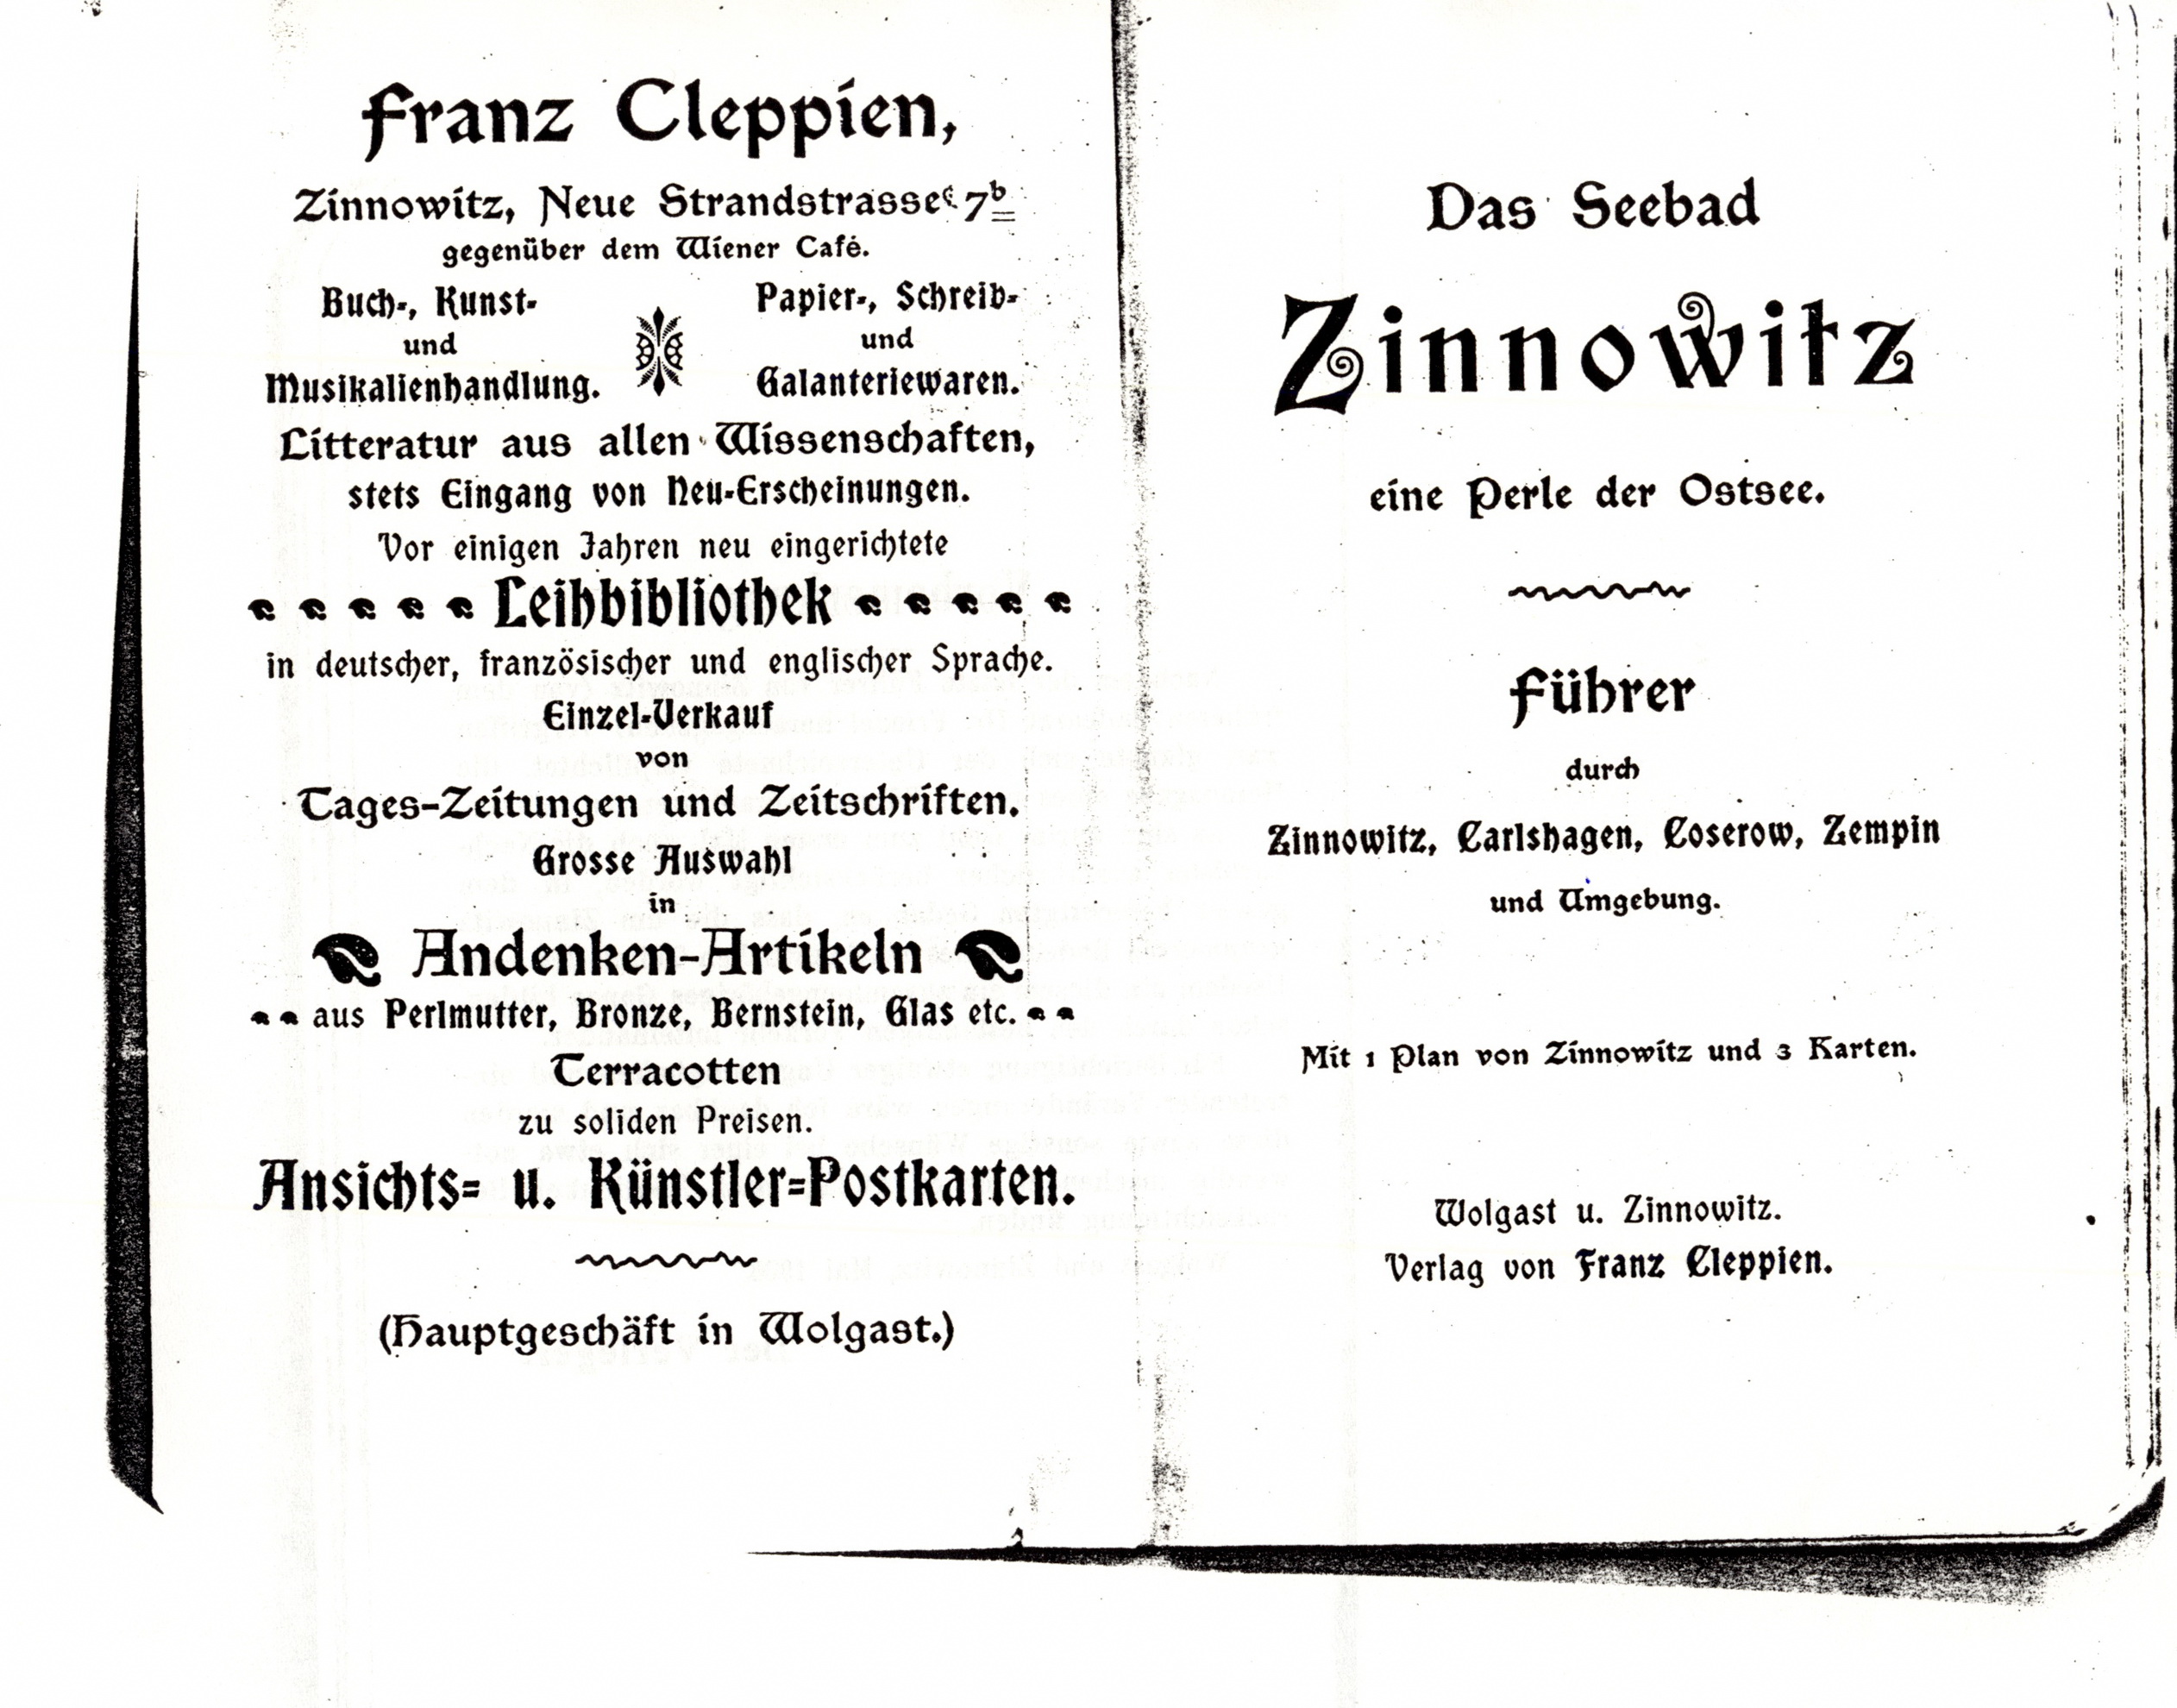 Franz Cleppien,
Zinnowitz, Neue Strandstrasse 7b
gegenüber dem Wiener Café.
Buch-, Kunst-
und
Musikalienhandlung.
Papier-, Schreib-
und
Galanteriewaren.
Litteratur aus allen Wissenschaften,
stets Eingang von Neu-Erscheinungen.
Vor einigen Jahren neu eingerichtete
Leihbibliothek
in deutscher, französischer und englischer Sprache.
Einzel-Verkauf
von
Tages-Zeitungen und Zeitschriften.
Grosse Auswahl
in
Andenken-Artikeln
aus Perlmutter, Bronze, Bernstein, Glas etc.
Terracotten
zu soliden Preisen.
Ansichts- u. Künstler-Postkarten.
(Hauptgeschäft in Wolgast.)
Das Seebad
Zinnowitz
eine Perle der Ostsee.
Führer
durch
Zinnowitz, Carlshagen, Coserow, Zempin
und Umgebung.
Mit 1 Plan von Zinnowitz und 3 Karten.
Wolgast u. Zinnowitz.
Verlag von Franz Cleppien.